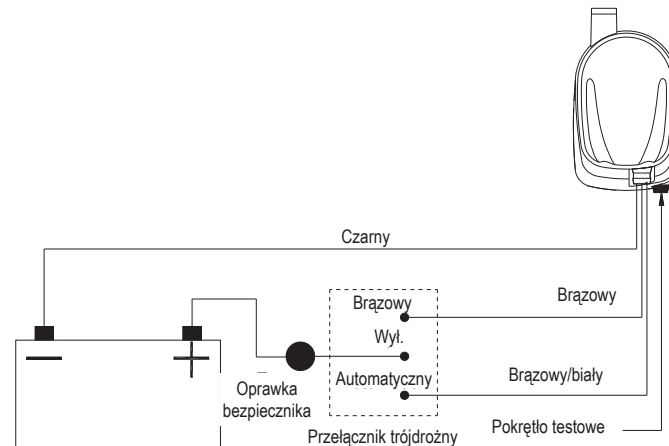 Czarny
Brązowy
Brązowy
Wył.
Automatyczny
Brązowy/biały
Oprawka
bezpiecznika
Przełącznik trójdrożny
Pokrętło testowe